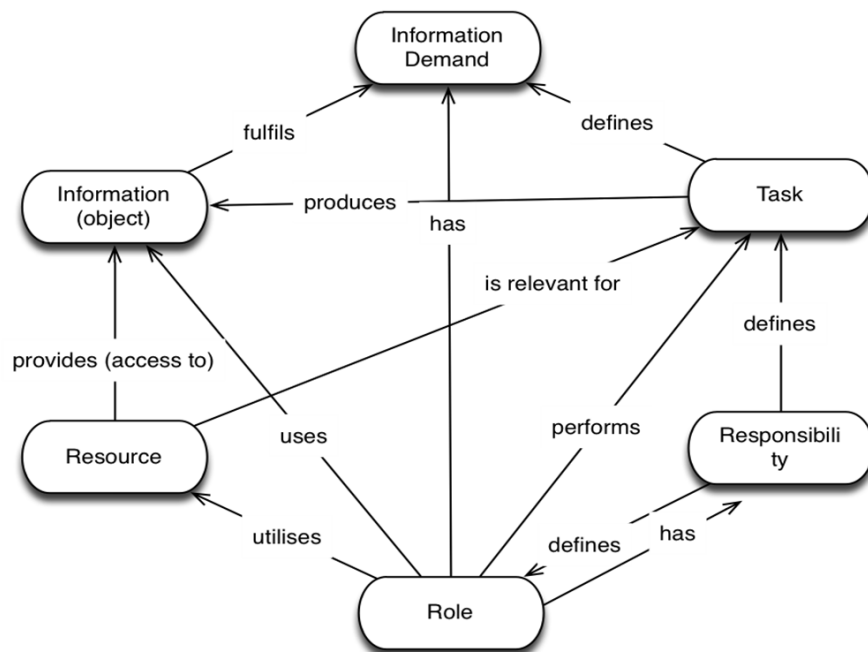 Information
Demand
fulfils
defines
Information
(object)
produces
Task
has
is relevant for
defines
provides (access to)
Resource
uses
performs
Responsibili
ty
utilises
defines
has
Role